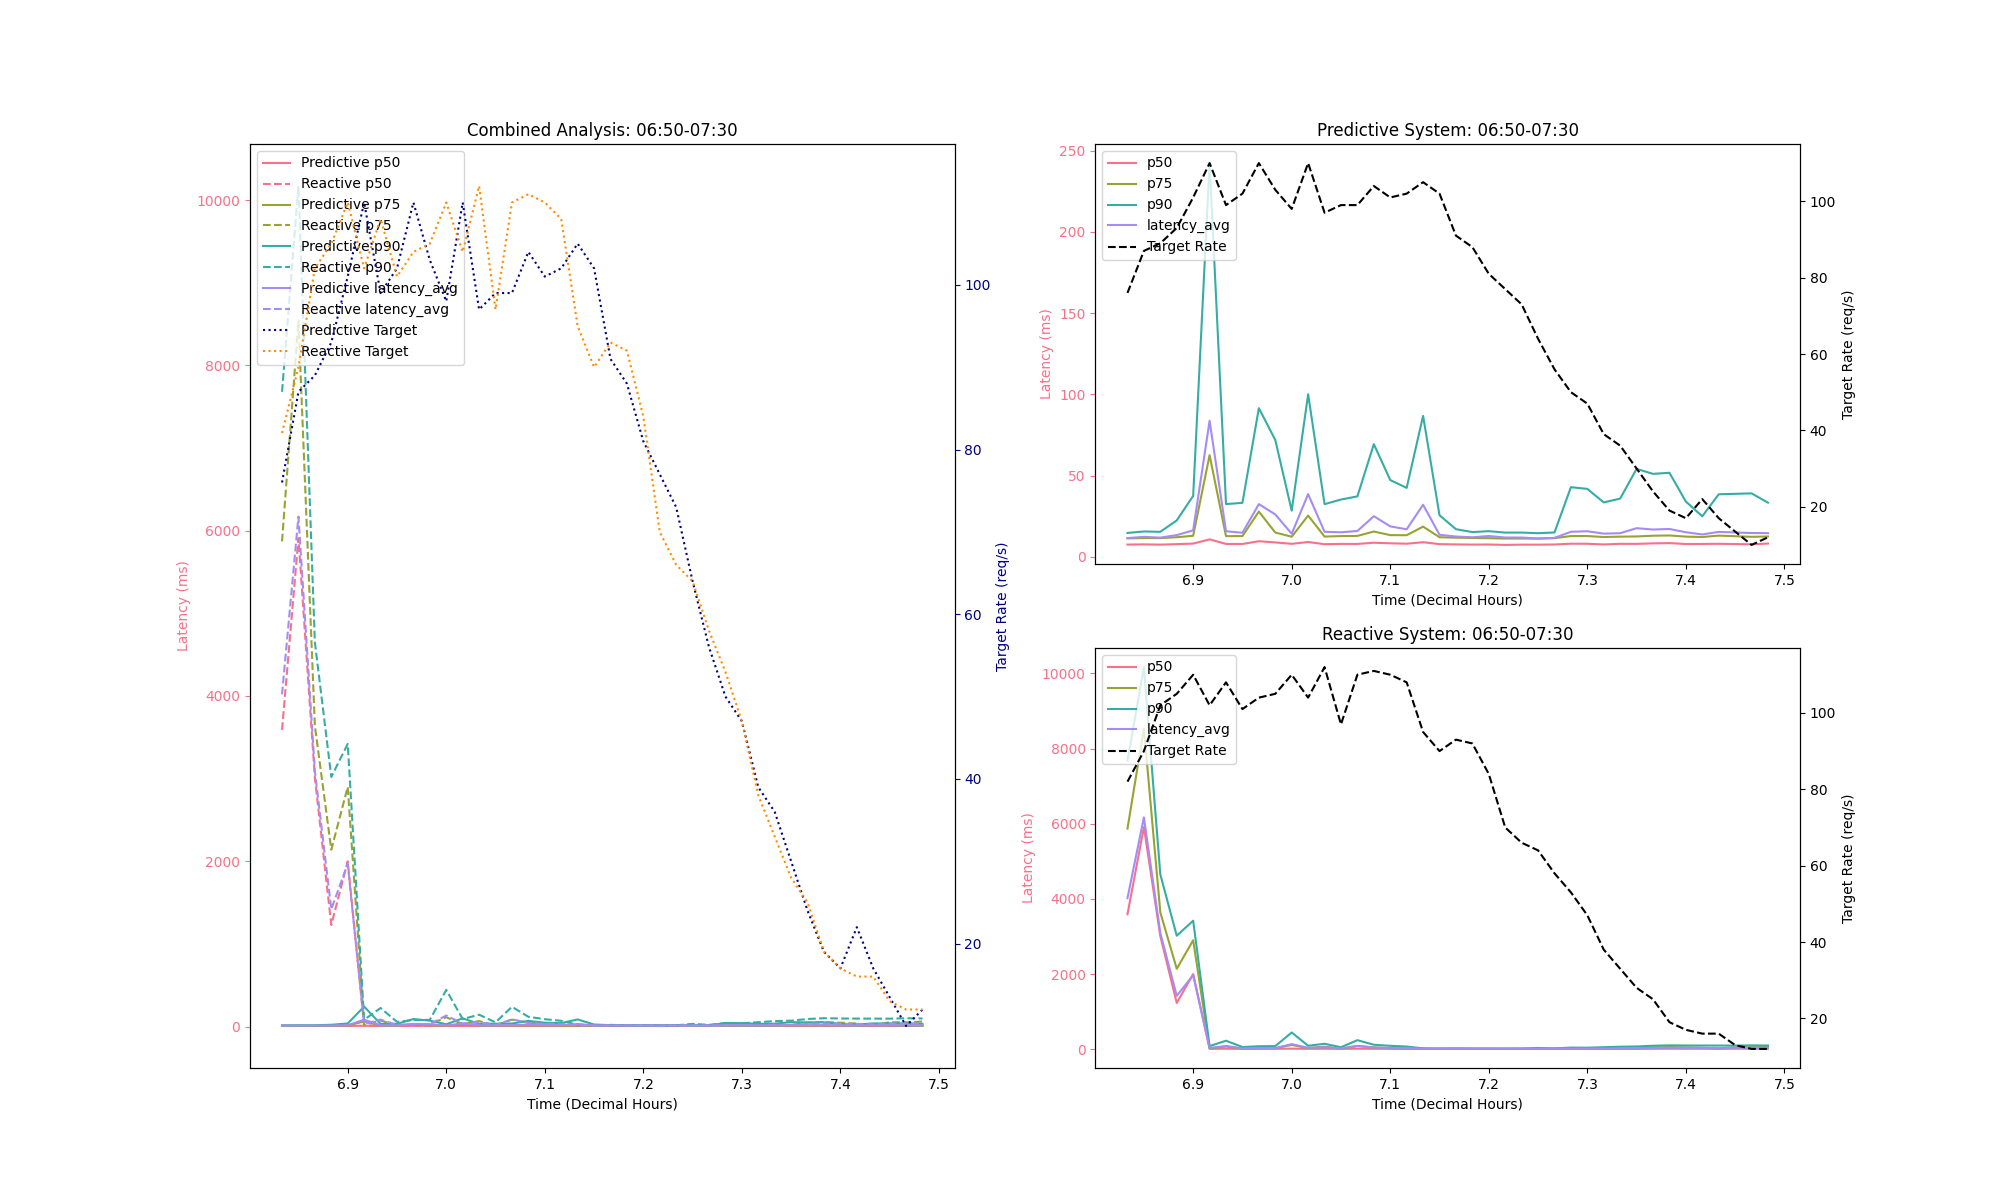 Combined Analysis: 06:50-07:30
Predictive p50
Reactive p50
Predictive p75
Reactive p75
Predictive p90
Reactive p90
Predictive latency_avg
Reactive latency_avg
Predictive Target
Reactive Target
10000
8000
6000
4000
2000
0
Latency (ms)
100
80
60
40
20
Target Rate (req/s)
6.9 7.0 7.1 7.2 7.3 7.4 7.5
Time (Decimal Hours)
Predictive System: 06:50-07:30
p50
p75
p90
latency_avg
Target Rate
250
200
150
100
50
0
Latency (ms)
100
80
60
40
20
Target Rate (req/s)
6.9 7.0 7.1 7.2 7.3 7.4 7.5
Time (Decimal Hours)
Reactive System: 06:50-07:30
p50
p75
p90
latency_avg
Target Rate
10000
8000
6000
4000
2000
0
Latency (ms)
100
80
60
40
20
Target Rate (req/s)
6.9 7.0 7.1 7.2 7.3 7.4 7.5
Time (Decimal Hours)